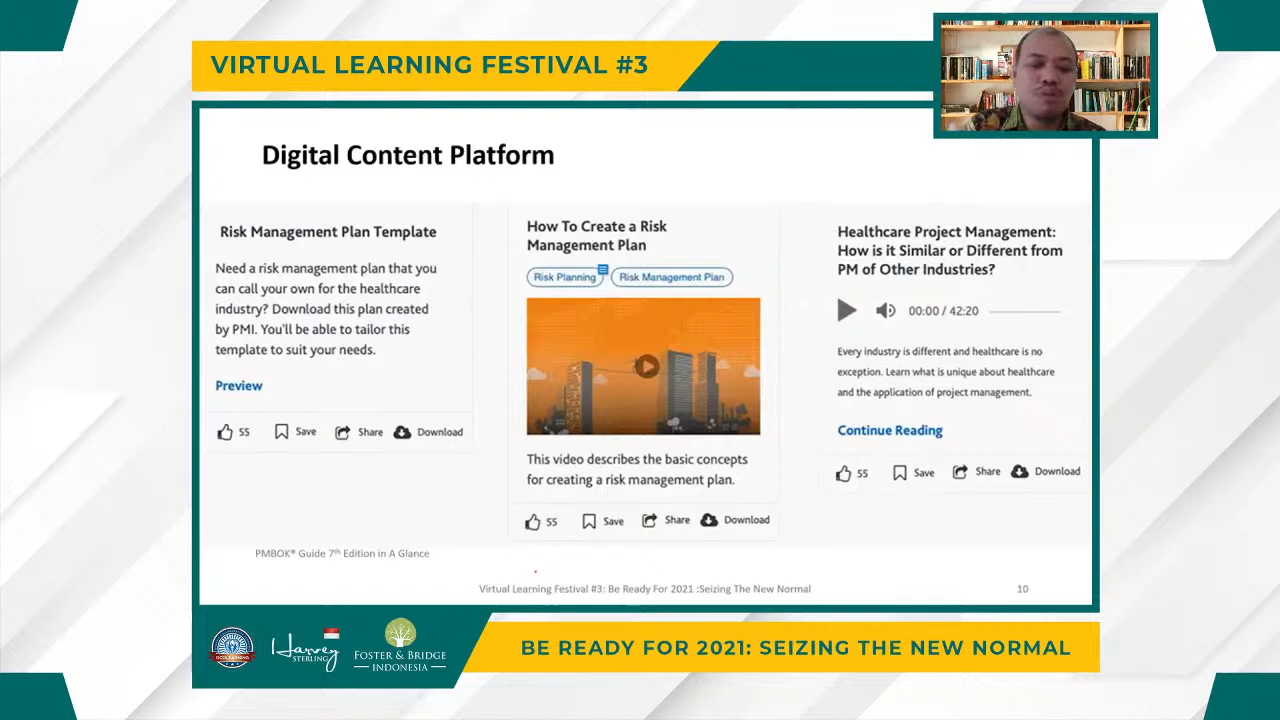 VIRTUAL LEARNING FESTIVAL #3
Digital Content Platform
Risk Management Plan Template
Need a risk management plan that you
can call your own for the healthcare
industry? Download this plan created
by PMI. You'll be able to tailor this
template to suit your needs.
Preview
55 Save Share Download
How To Create a Risk
Management Plan
Risk Planning Risk Management Plan
This video describes the basic concepts
for creating a risk management plan.
55 Save Share Download
Healthcare Project Management:
How is it Similar or Different from
PM of Other Industries?
00:00 / 42:20
Every industry is different and healthcare is no
exception. Learn what is unique about healthcare
and the application of project management.
Continue Reading
55 Save Share Download
PMBOK® Guide 7th Edition in A Glance
Virtual Learning Festival #3: Be Ready For 2021 :Seizing The New Normal
10
Harvey
STERLING
FOSTER & BRIDGE
INDONESIA
BE READY FOR 2021: SEIZING THE NEW NORMAL